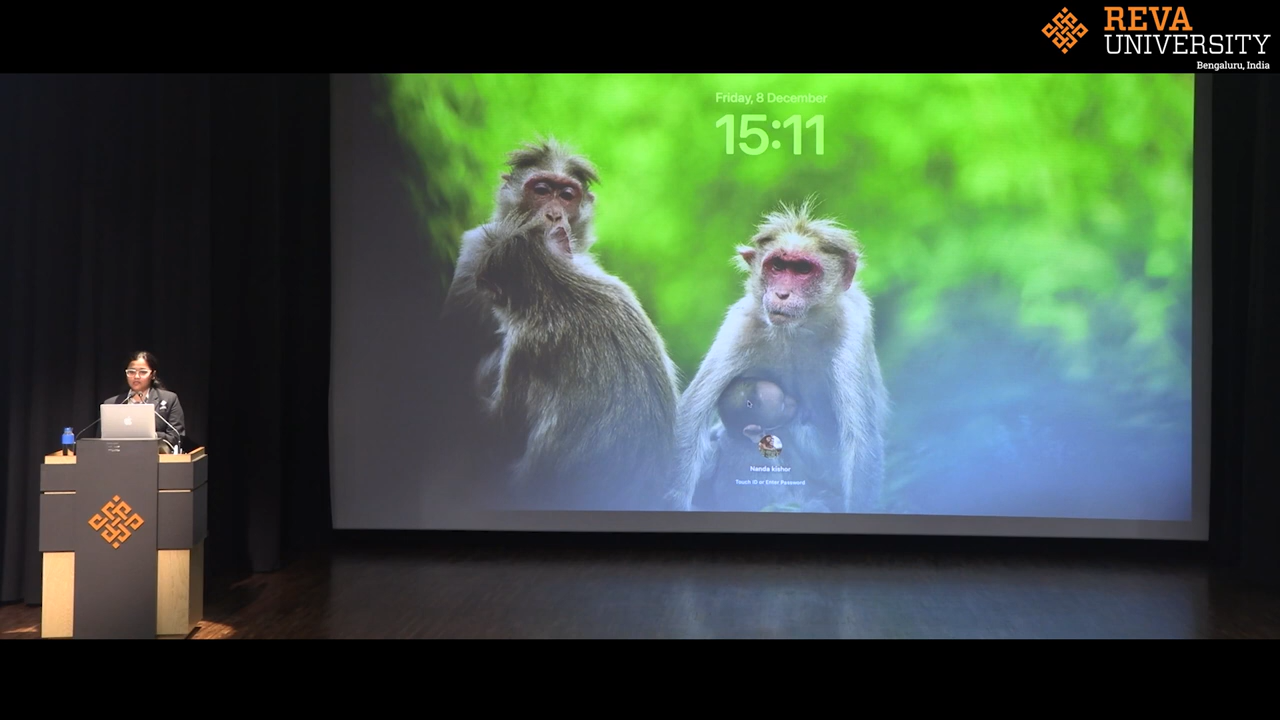 REVA
UNIVERSITY
Bengaluru, India
Friday, 8 December
15:11
Nanda kishor
Touch ID or Enter Password